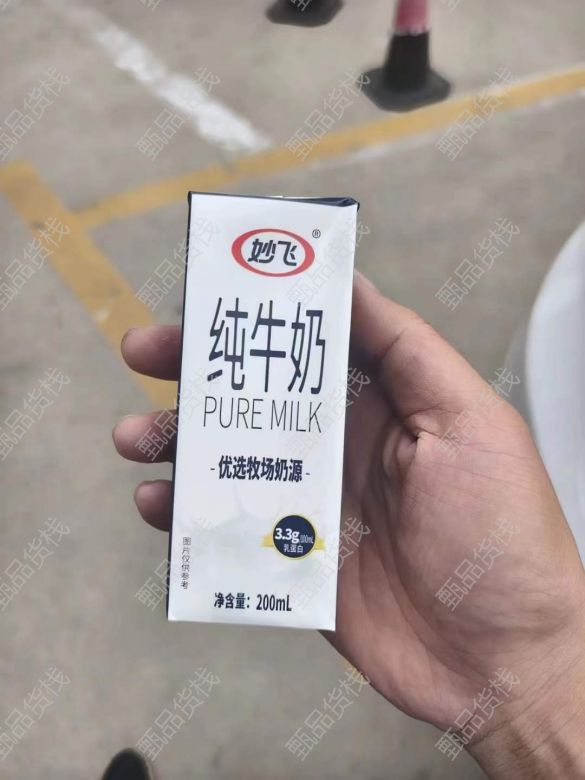 妙飞®
纯牛奶
PURE MILK
-优选牧场奶源-
3.3g/100mL
乳蛋白
图片仅供参考
净含量：200mL
甄品货栈